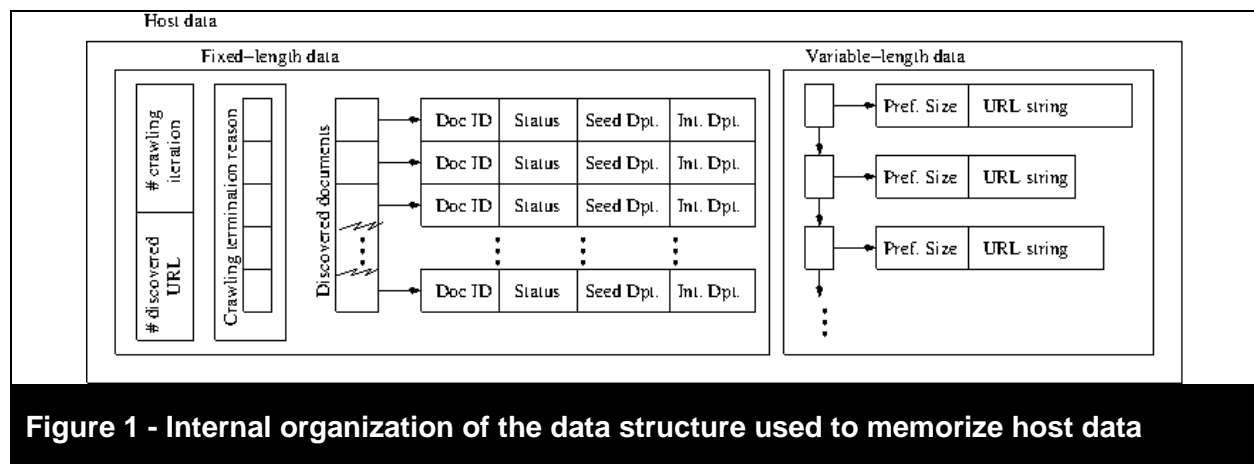 Host data
Fixed-length data
Variable-length data
# crawling
iteration
# discovered
URL
Crawling termination reason
Discovered documents
Doc ID Status Seed Dpt. Int. Dpt.
Doc ID Status Seed Dpt. Int. Dpt.
Doc ID Status Seed Dpt. Int. Dpt.
Doc ID Status Seed Dpt. Int. Dpt.
Pref. Size URL string
Pref. Size URL string
Pref. Size URL string
Figure 1 - Internal organization of the data structure used to memorize host data